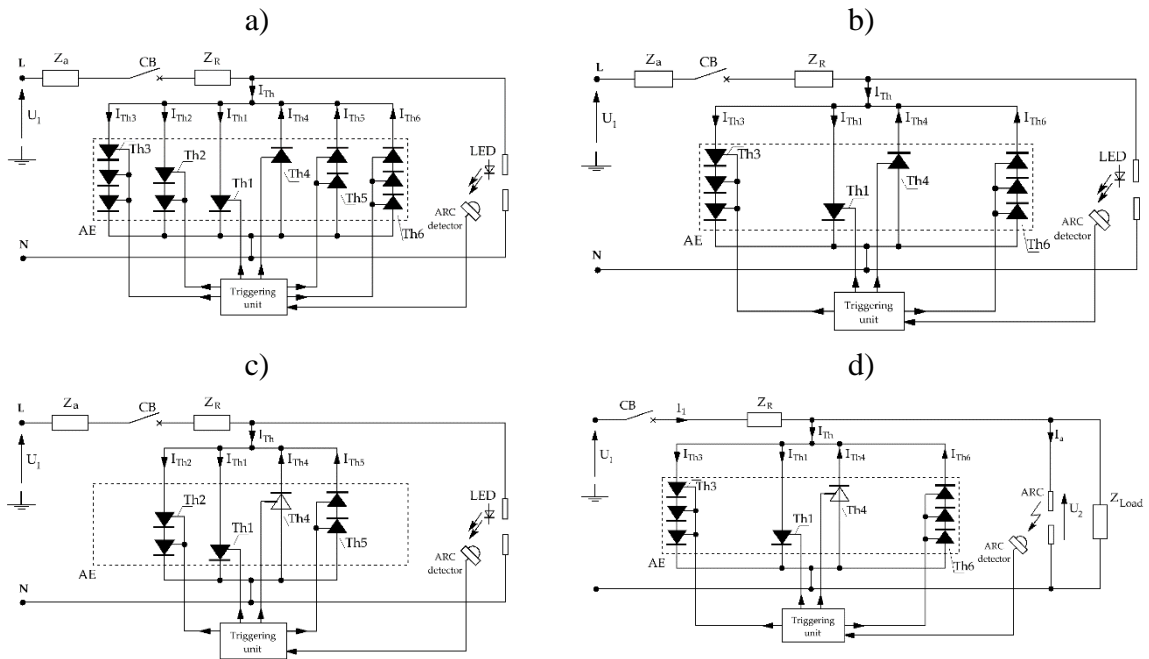 a)
L Za CB ZR
ITh
U1
ITh3 ITh2 ITh1 ITh4 ITh5 ITh6
Th3 Th2 Th1 Th4 Th5 Th6
LED
ARC
detector
AE
N
Triggering
unit
b)
L Za CB ZR
ITh
U1
ITh3 ITh1 ITh4 ITh6
Th3 Th1 Th4 Th6
LED
ARC
detector
AE
N
Triggering
unit
c)
L Za CB ZR
ITh
U1
ITh2 ITh1 ITh4 ITh5
Th2 Th1 Th4 Th5
LED
ARC
detector
AE
N
Triggering
unit
d)
CB I1 ZR
ITh Ia
U1
ITh3 ITh1 ITh4 ITh6
Th3 Th1 Th4 Th6
ARC U2 ZLoad
ARC
detector
AE
Triggering
unit